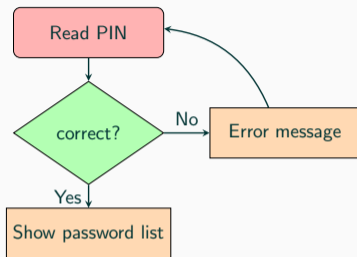 Read PIN
correct?
No
Error message
Yes
Show password list